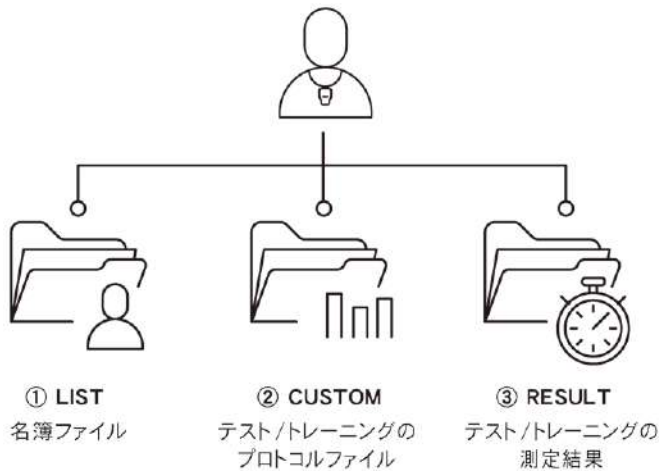 ① LIST
名簿ファイル
② CUSTOM
テスト/トレーニングの
プロトコルファイル
③ RESULT
テスト/トレーニングの
測定結果